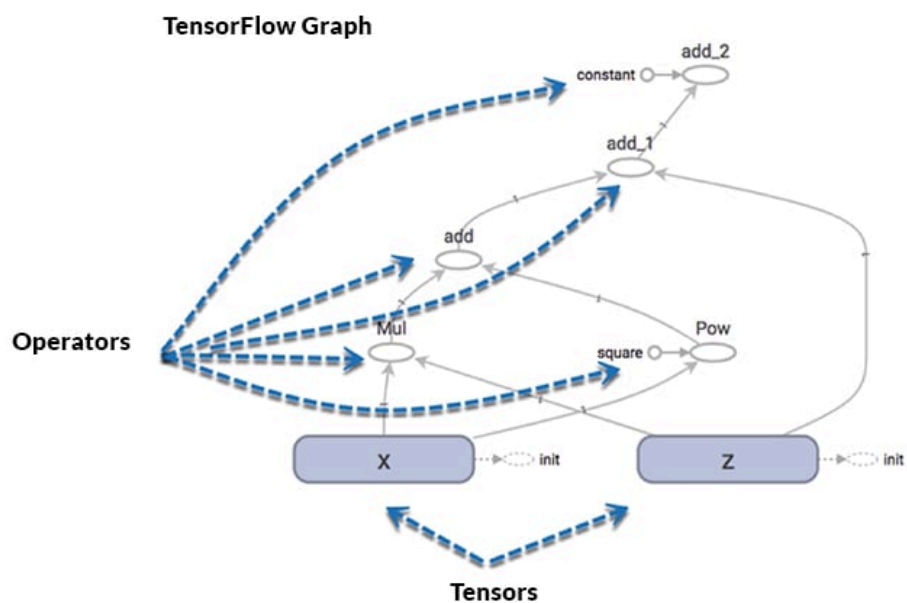 TensorFlow Graph
add_2
constant
add_1
add
Operators
Mul
Pow
square
X
init
Z
init
Tensors